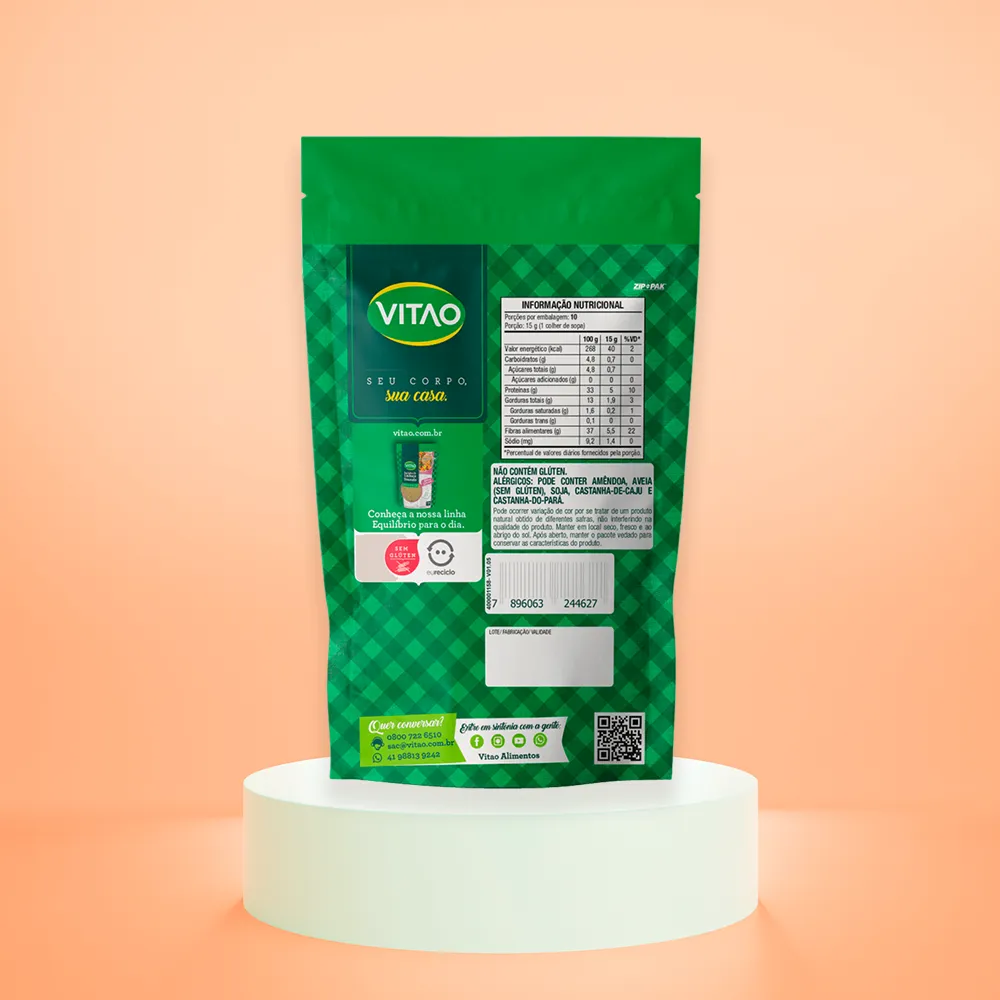 VITAO
SEU CORPO,
sua casa.
vitao.com.br
Conheça a nossa linha
Equilíbrio para o dia.
SEM
GLÚTEN
eureciclo
ZIP PAK
INFORMAÇÃO NUTRICIONAL
Porções por embalagem: 10
Porção: 15 g (1 colher de sopa)
100 g 15 g %VD*
Valor energético (kcal) 268 40 2
Carboidratos (g) 4,8 0,7 0
Açúcares totais (g) 4,8 0,7
Açúcares adicionados (g) 0 0 0
Proteínas (g) 33 5 10
Gorduras totais (g) 13 1,9 3
Gorduras saturadas (g) 1,6 0,2 1
Gorduras trans (g) 0,1 0 0
Fibras alimentares (g) 37 5,5 22
Sódio (mg) 9,2 1,4 0
*Percentual de valores diários fornecidos pela porção.
NÃO CONTÉM GLÚTEN.
ALÉRGICOS: PODE CONTER AMÊNDOA, AVEIA
(SEM GLÚTEN), SOJA, CASTANHA-DE-CAJU E
CASTANHA-DO-PARÁ.
Pode ocorrer variação de cor por se tratar de um produto
natural obtido de diferentes safras, não interferindo na
qualidade do produto. Manter em local seco, fresco e ao
abrigo do sol. Após aberto, manter o pacote vedado para
conservar as características do produto.
400001158- V01.05
7 896063 244627
LOTE/ FABRICAÇÃO/ VALIDADE
Quer conversar?
0800 722 6510
sac@vitao.com.br
41 98813 9242
Entre em sintonia com a gente:
Vitao Alimentos